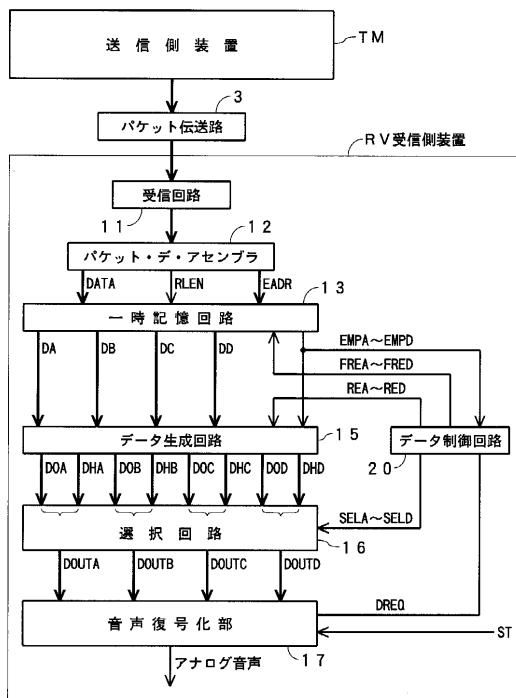 送信側装置
TM
3
パケット伝送路
RV受信側装置
受信回路
11
12
パケット・デ・アセンブラ
DATA RLEN EADR
13
一時記憶回路
DA DB DC DD
EMPA～EMPD
FREA～FRED
REA～RED
データ生成回路
15
データ制御回路
20
DOA DHA DOB DHB DOC DHC DOD DHD
SELA～SELD
選択回路
16
DOUTA DOUTB DOUTC DOUTD
DREQ
音声復号化部
ST
17
アナログ音声